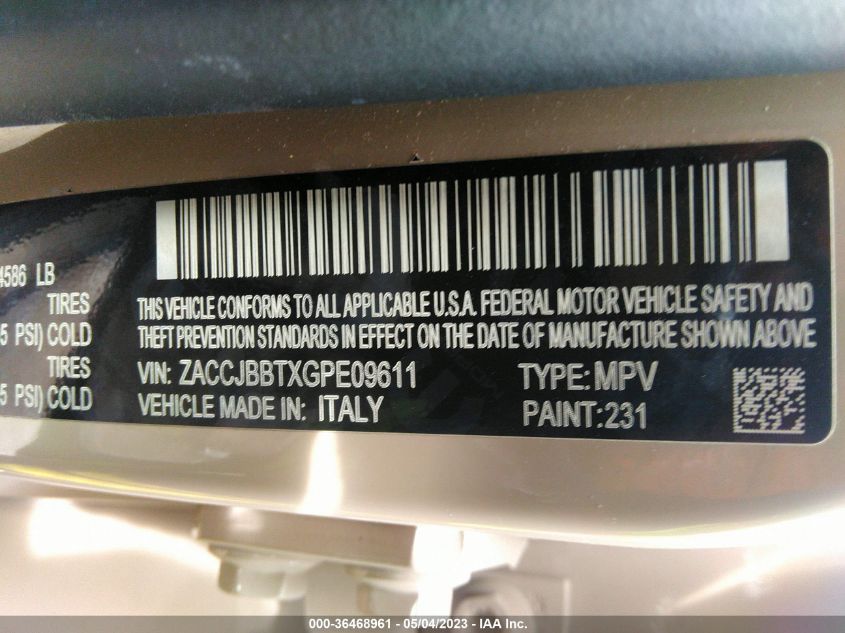 4586 LB
TIRES
5 PSI) COLD
TIRES
5 PSI) COLD
THIS VEHICLE CONFORMS TO ALL APPLICABLE U.S.A. FEDERAL MOTOR VEHICLE SAFETY AND
THEFT PREVENTION STANDARDS IN EFFECT ON THE DATE OF MANUFACTURE SHOWN ABOVE
VIN: ZACCJBBTXGPE09611 TYPE: MPV
VEHICLE MADE IN: ITALY PAINT:231
000-36468961 - 05/04/2023 - IAA Inc.